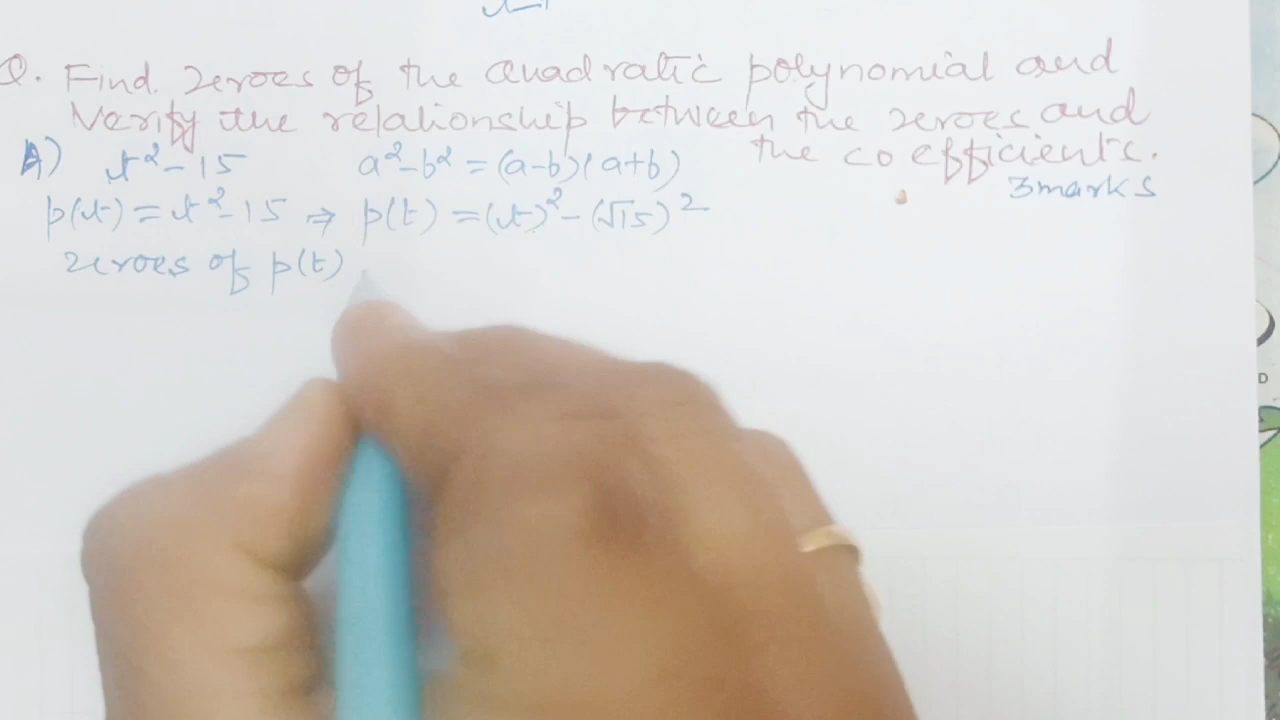 Q. Find zeroes of the quadratic polynomial and
Verify the relationship between the zeroes and
the coefficients.
3marks
A) t²-15 a²-b² = (a-b)(a+b)
p(t) = t²-15 ⇒ p(t) = (t)² - (√15)²
zeroes of p(t)
D